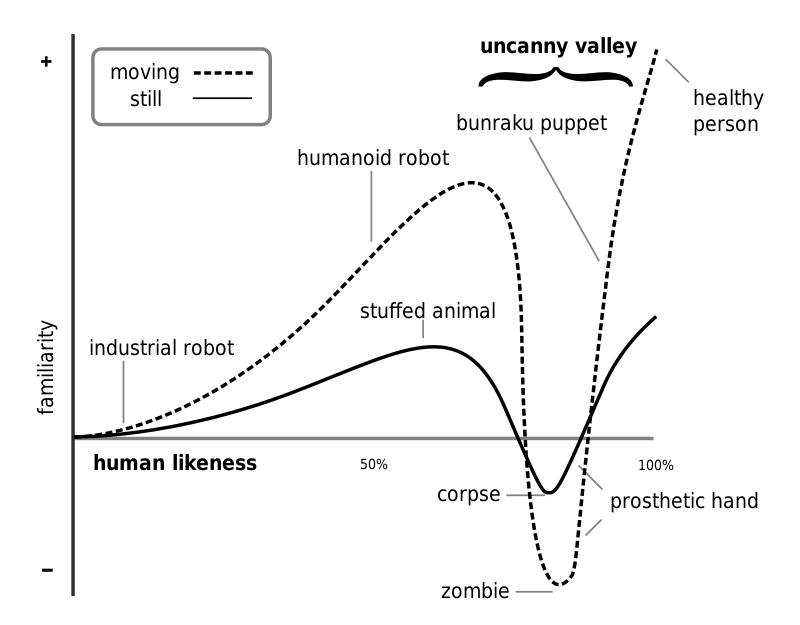 +
uncanny valley
moving
still
healthy
person
bunraku puppet
humanoid robot
stuffed animal
industrial robot
familiarity
human likeness
50%
100%
corpse
prosthetic hand
–
zombie